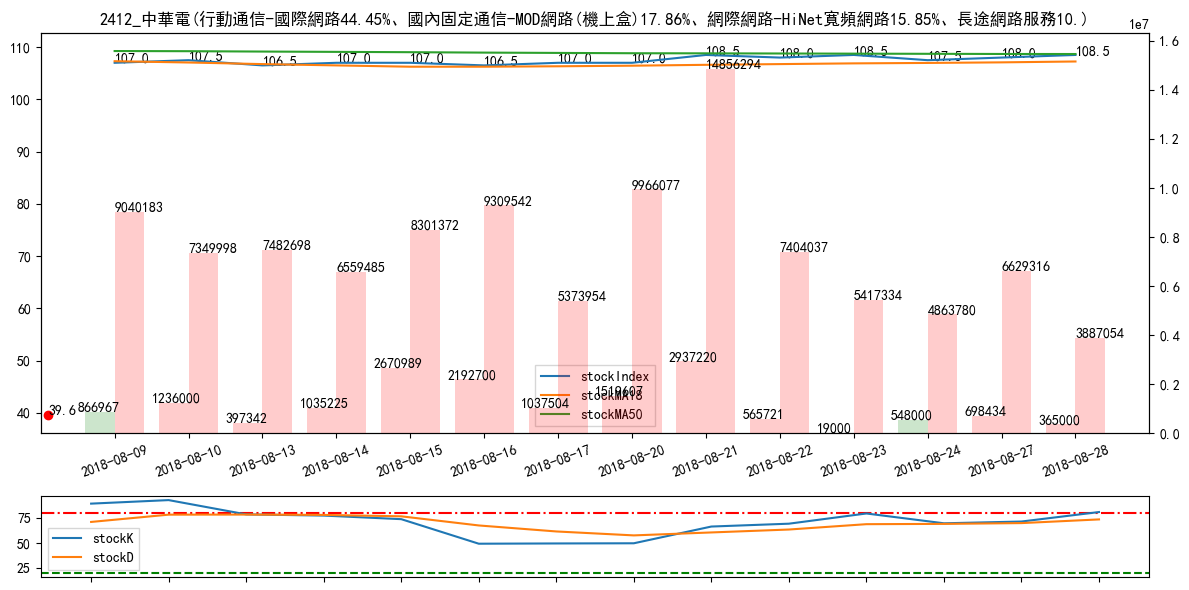 2412_中華電(行動通信-國際網路44.45%、國內固定通信-MOD網路(機上盒)17.86%、網際網路-HiNet寬頻網路15.85%、長途網路服務10.)
1e7
110
100
90
80
70
60
50
40
1.6
1.4
1.2
1.0
0.8
0.6
0.4
0.2
0.0
107.0 107.5 106.5 107.0 107.0 106.5 107.0 107.0 108.5 108.0 108.5 107.5 108.0 108.5
9040183 7349998 7482698 6559485 8301372 9309542 5373954 9966077 14856294 7404037 5417334 4863780 6629316 3887054
39.6
866967 1236000 397342 1035225 2670989 2192700 1037504 1519607 2937220 565721 19000 548000 698434 365000
stockIndex
stockMA18
stockMA50
2018-08-09 2018-08-10 2018-08-13 2018-08-14 2018-08-15 2018-08-16 2018-08-17 2018-08-20 2018-08-21 2018-08-22 2018-08-23 2018-08-24 2018-08-27 2018-08-28
75
50
25
stockK
stockD